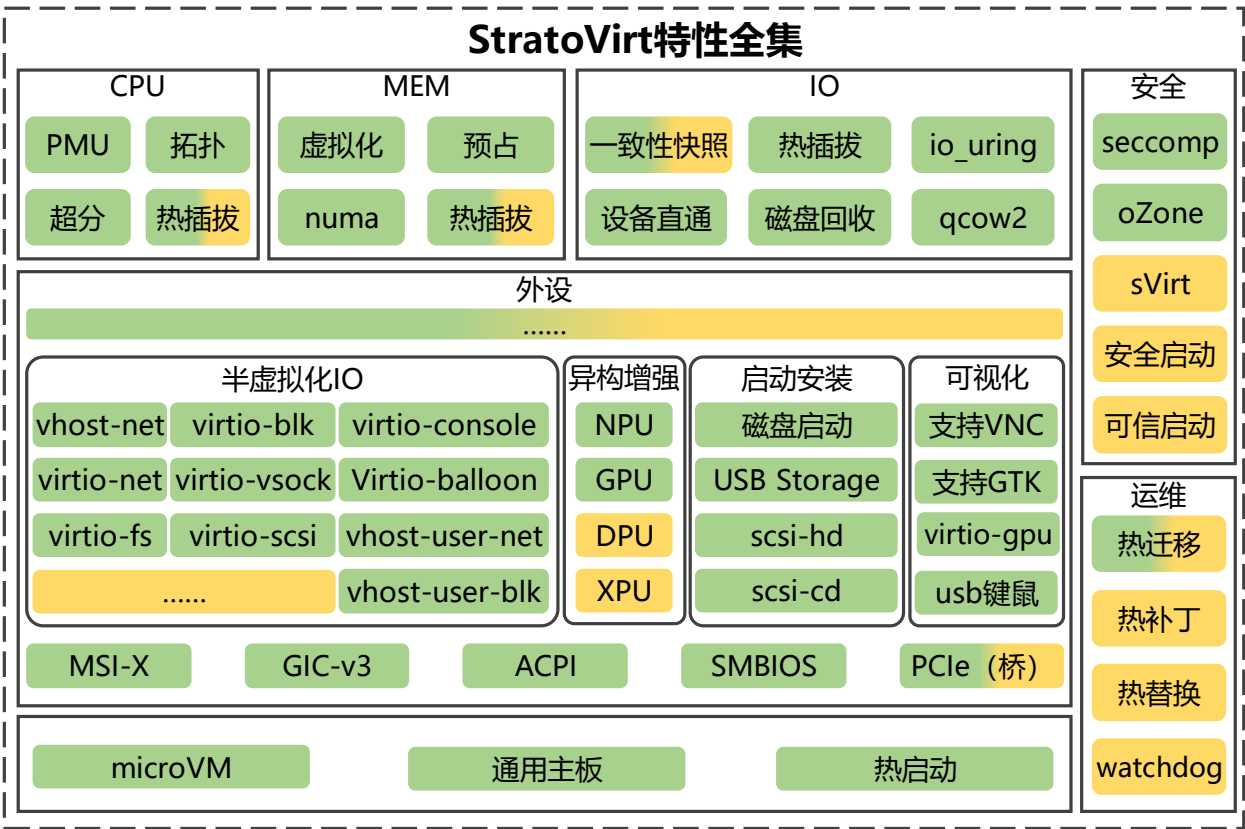 StratoVirt特性全集
CPU
PMU
拓扑
超分
热插拔
MEM
虚拟化
预占
numa
热插拔
IO
一致性快照
热插拔
io_uring
设备直通
磁盘回收
qcow2
安全
seccomp
oZone
sVirt
安全启动
可信启动
外设
......
半虚拟化IO
vhost-net
virtio-blk
virtio-console
virtio-net
virtio-vsock
Virtio-balloon
virtio-fs
virtio-scsi
vhost-user-net
......
vhost-user-blk
异构增强
NPU
GPU
DPU
XPU
启动安装
磁盘启动
USB Storage
scsi-hd
scsi-cd
可视化
支持VNC
支持GTK
virtio-gpu
usb键鼠
MSI-X
GIC-v3
ACPI
SMBIOS
PCIe（桥）
运维
热迁移
热补丁
热替换
watchdog
microVM
通用主板
热启动